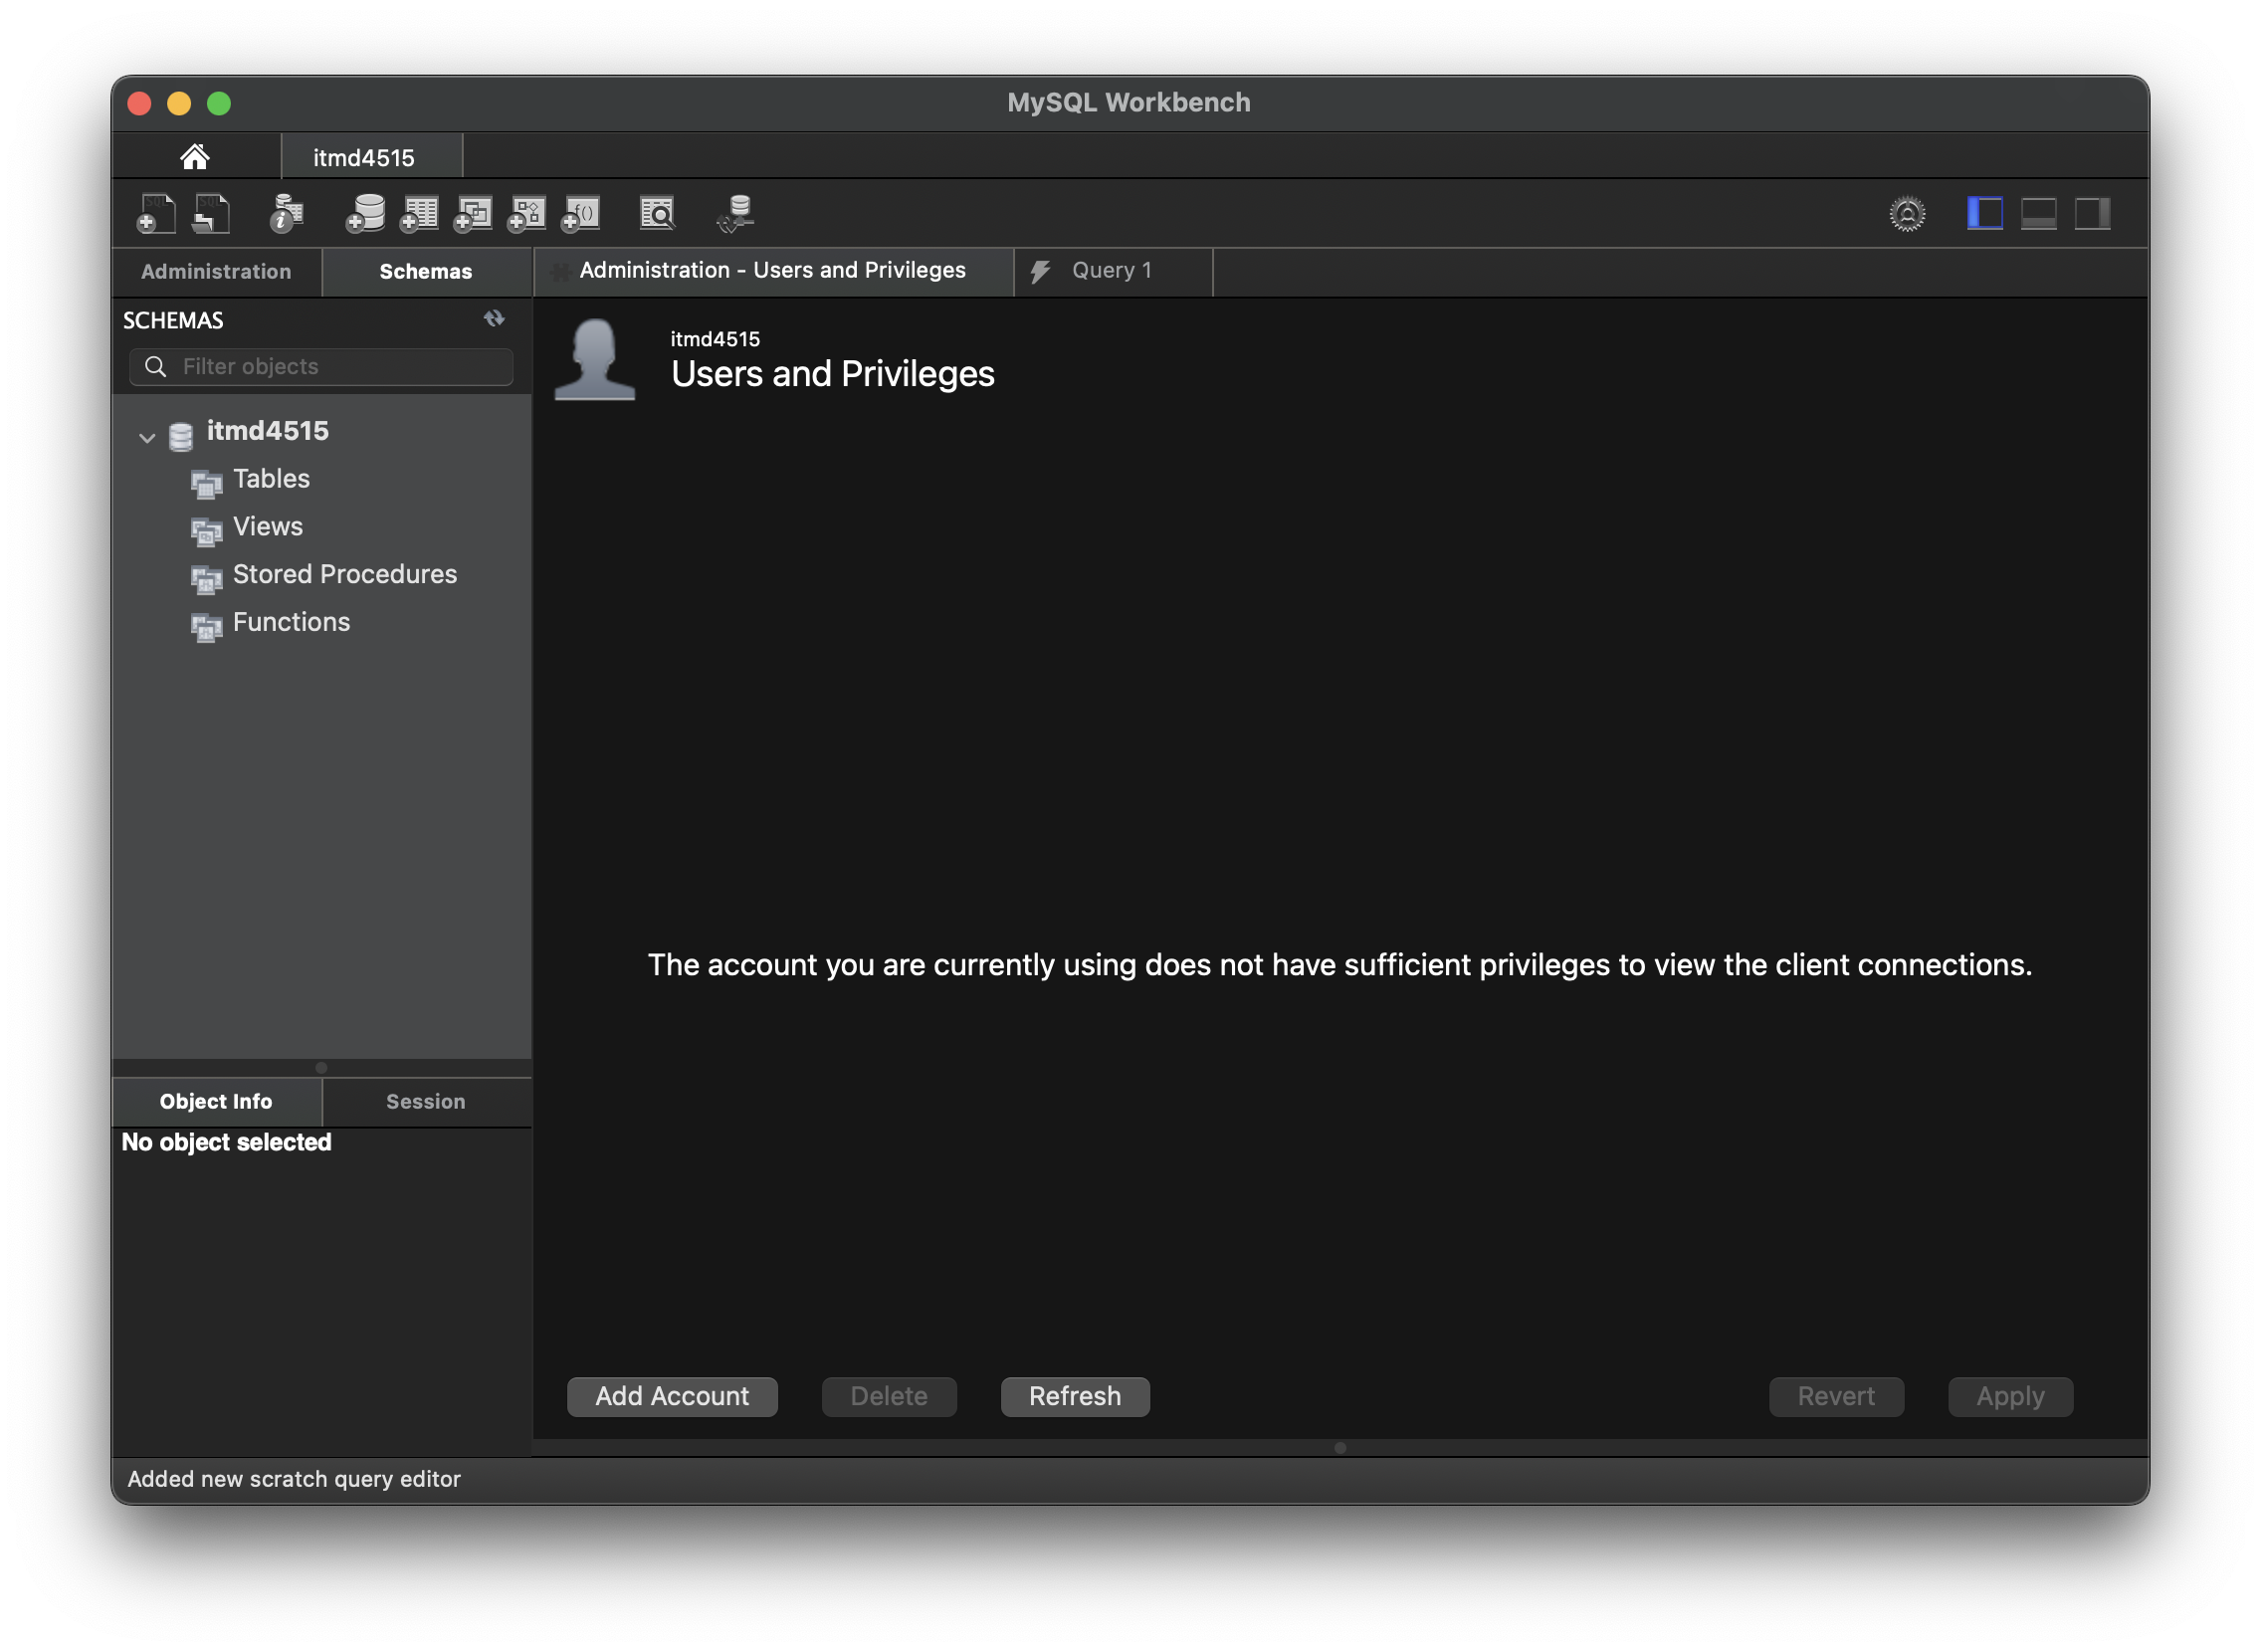 MySQL Workbench
itmd4515
SQL SQL
f()
Administration Schemas
Administration - Users and Privileges Query 1
SCHEMAS
Filter objects
itmd4515
Tables
Views
Stored Procedures
Functions
itmd4515
Users and Privileges
The account you are currently using does not have sufficient privileges to view the client connections.
Object Info Session
No object selected
Add Account Delete Refresh Revert Apply
Added new scratch query editor